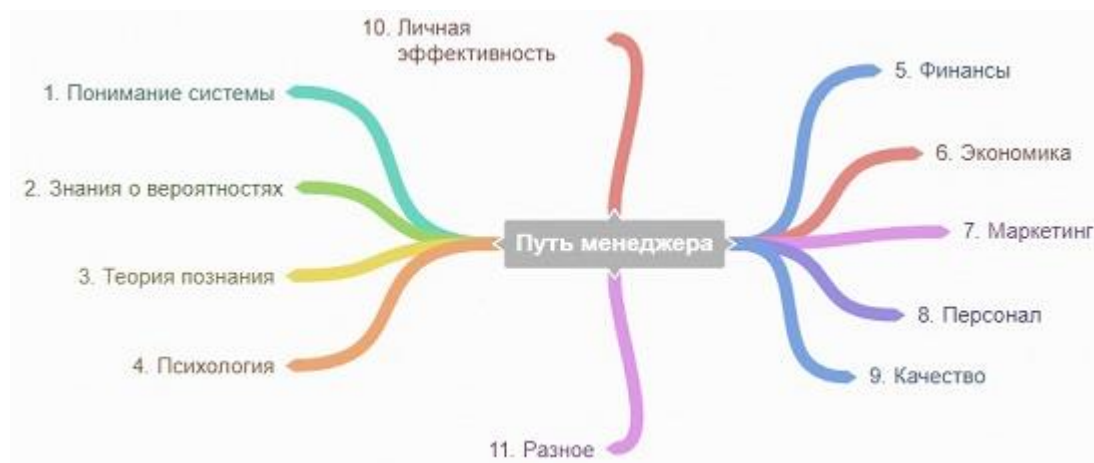 10. Личная
эффективность
1. Понимание системы
2. Знания о вероятностях
3. Теория познания
4. Психология
Путь менеджера
5. Финансы
6. Экономика
7. Маркетинг
8. Персонал
9. Качество
11. Разное